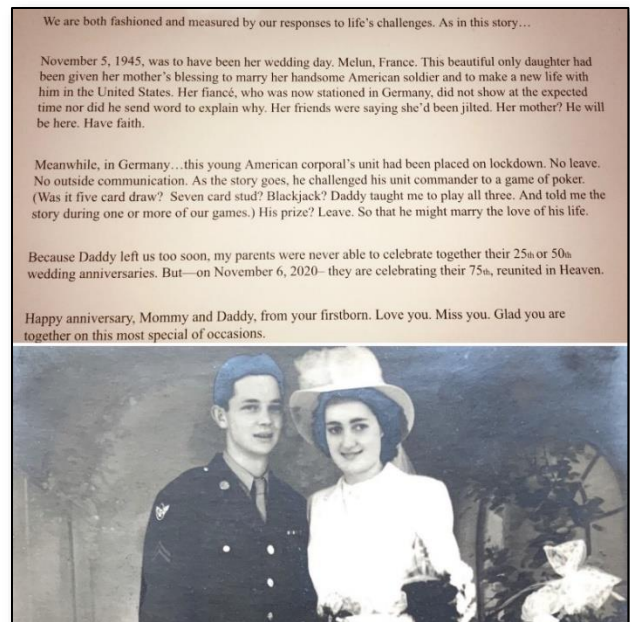 We are both fashioned and measured by our responses to life's challenges. As in this story…
November 5, 1945, was to have been her wedding day. Melun, France. This beautiful only daughter had
been given her mother's blessing to marry her handsome American soldier and to make a new life with
him in the United States. Her fiancé, who was now stationed in Germany, did not show at the expected
time nor did he send word to explain why. Her friends were saying she'd been jilted. Her mother? He will
be here. Have faith.
Meanwhile, in Germany…this young American corporal's unit had been placed on lockdown. No leave.
No outside communication. As the story goes, he challenged his unit commander to a game of poker.
(Was it five card draw? Seven card stud? Blackjack? Daddy taught me to play all three. And told me the
story during one or more of our games.) His prize? Leave. So that he might marry the love of his life.
Because Daddy left us too soon, my parents were never able to celebrate together their 25th or 50th
wedding anniversaries. But—on November 6, 2020– they are celebrating their 75th, reunited in Heaven.
Happy anniversary, Mommy and Daddy, from your firstborn. Love you. Miss you. Glad you are
together on this most special of occasions.